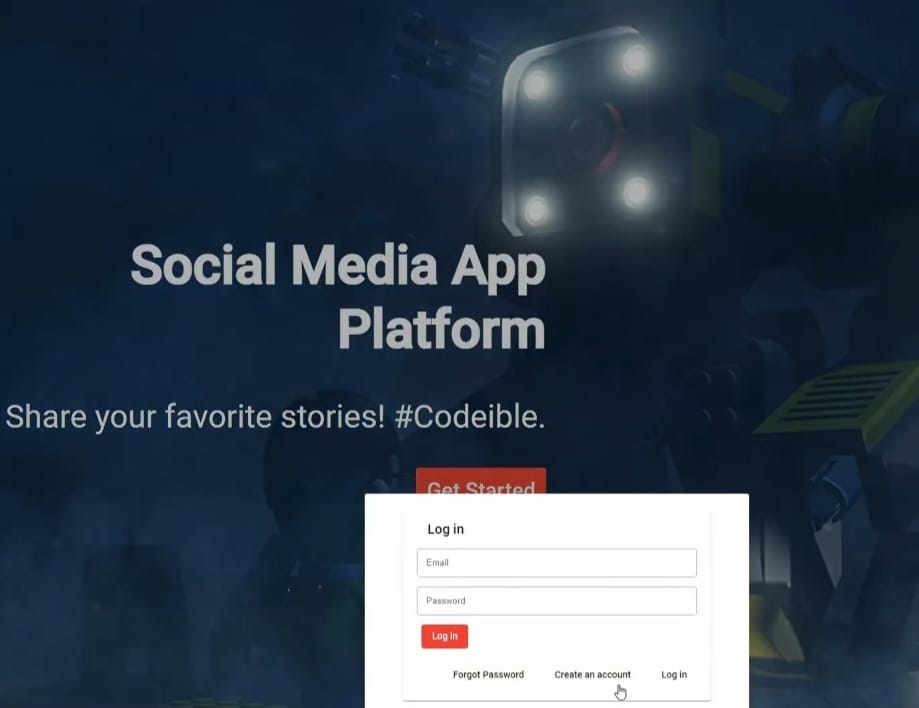 Social Media App
Platform
Share your favorite stories! #Codeible.
Get Started
Log in
Email
Password
Log in
Forgot Password Create an account Log in